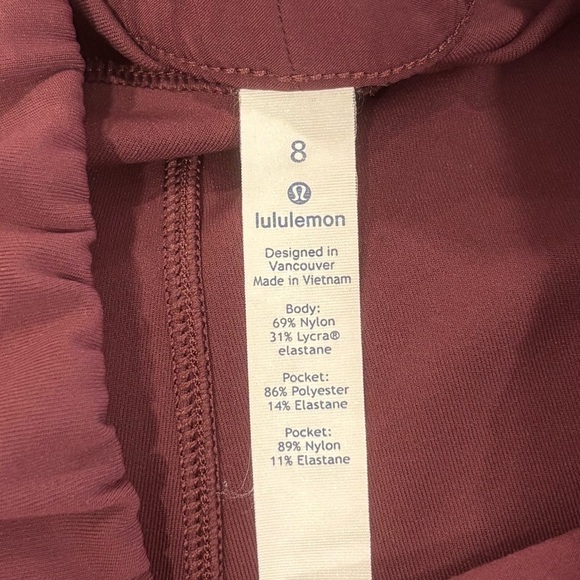 8
lululemon
Designed in
Vancouver
Made in Vietnam
Body:
69% Nylon
31% Lycra®
elastane
Pocket:
86% Polyester
14% Elastane
Pocket:
89% Nylon
11% Elastane